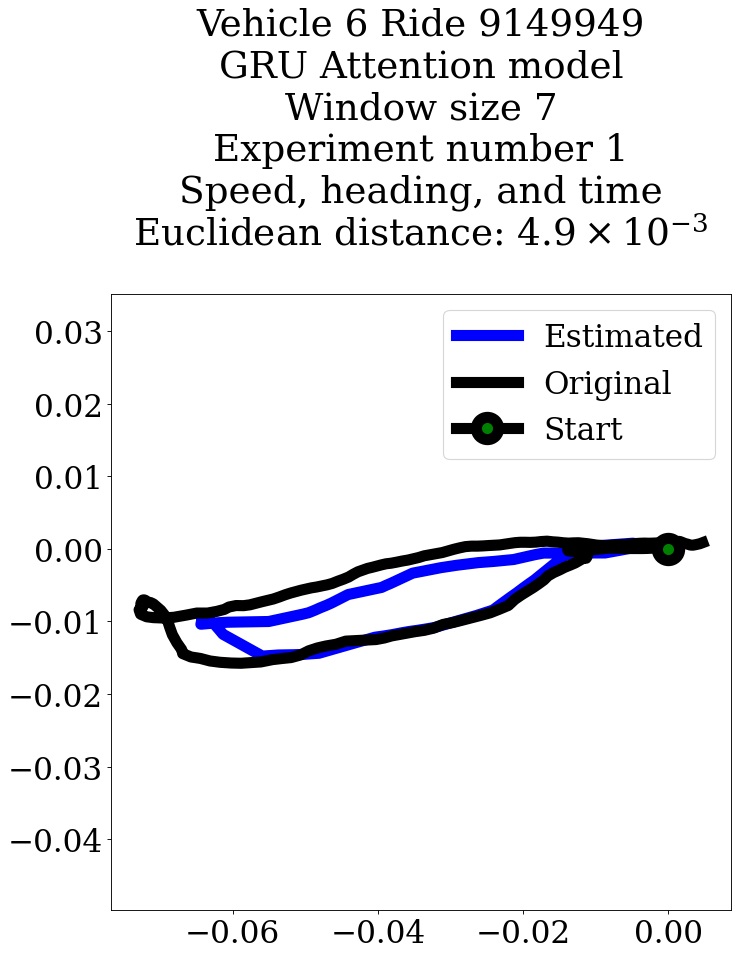 Vehicle 6 Ride 9149949
GRU Attention model
Window size 7
Experiment number 1
Speed, heading, and time
Euclidean distance: 4.9 × 10⁻³
Estimated
Original
Start
0.03
0.02
0.01
0.00
−0.01
−0.02
−0.03
−0.04
−0.06
−0.04
−0.02
0.00